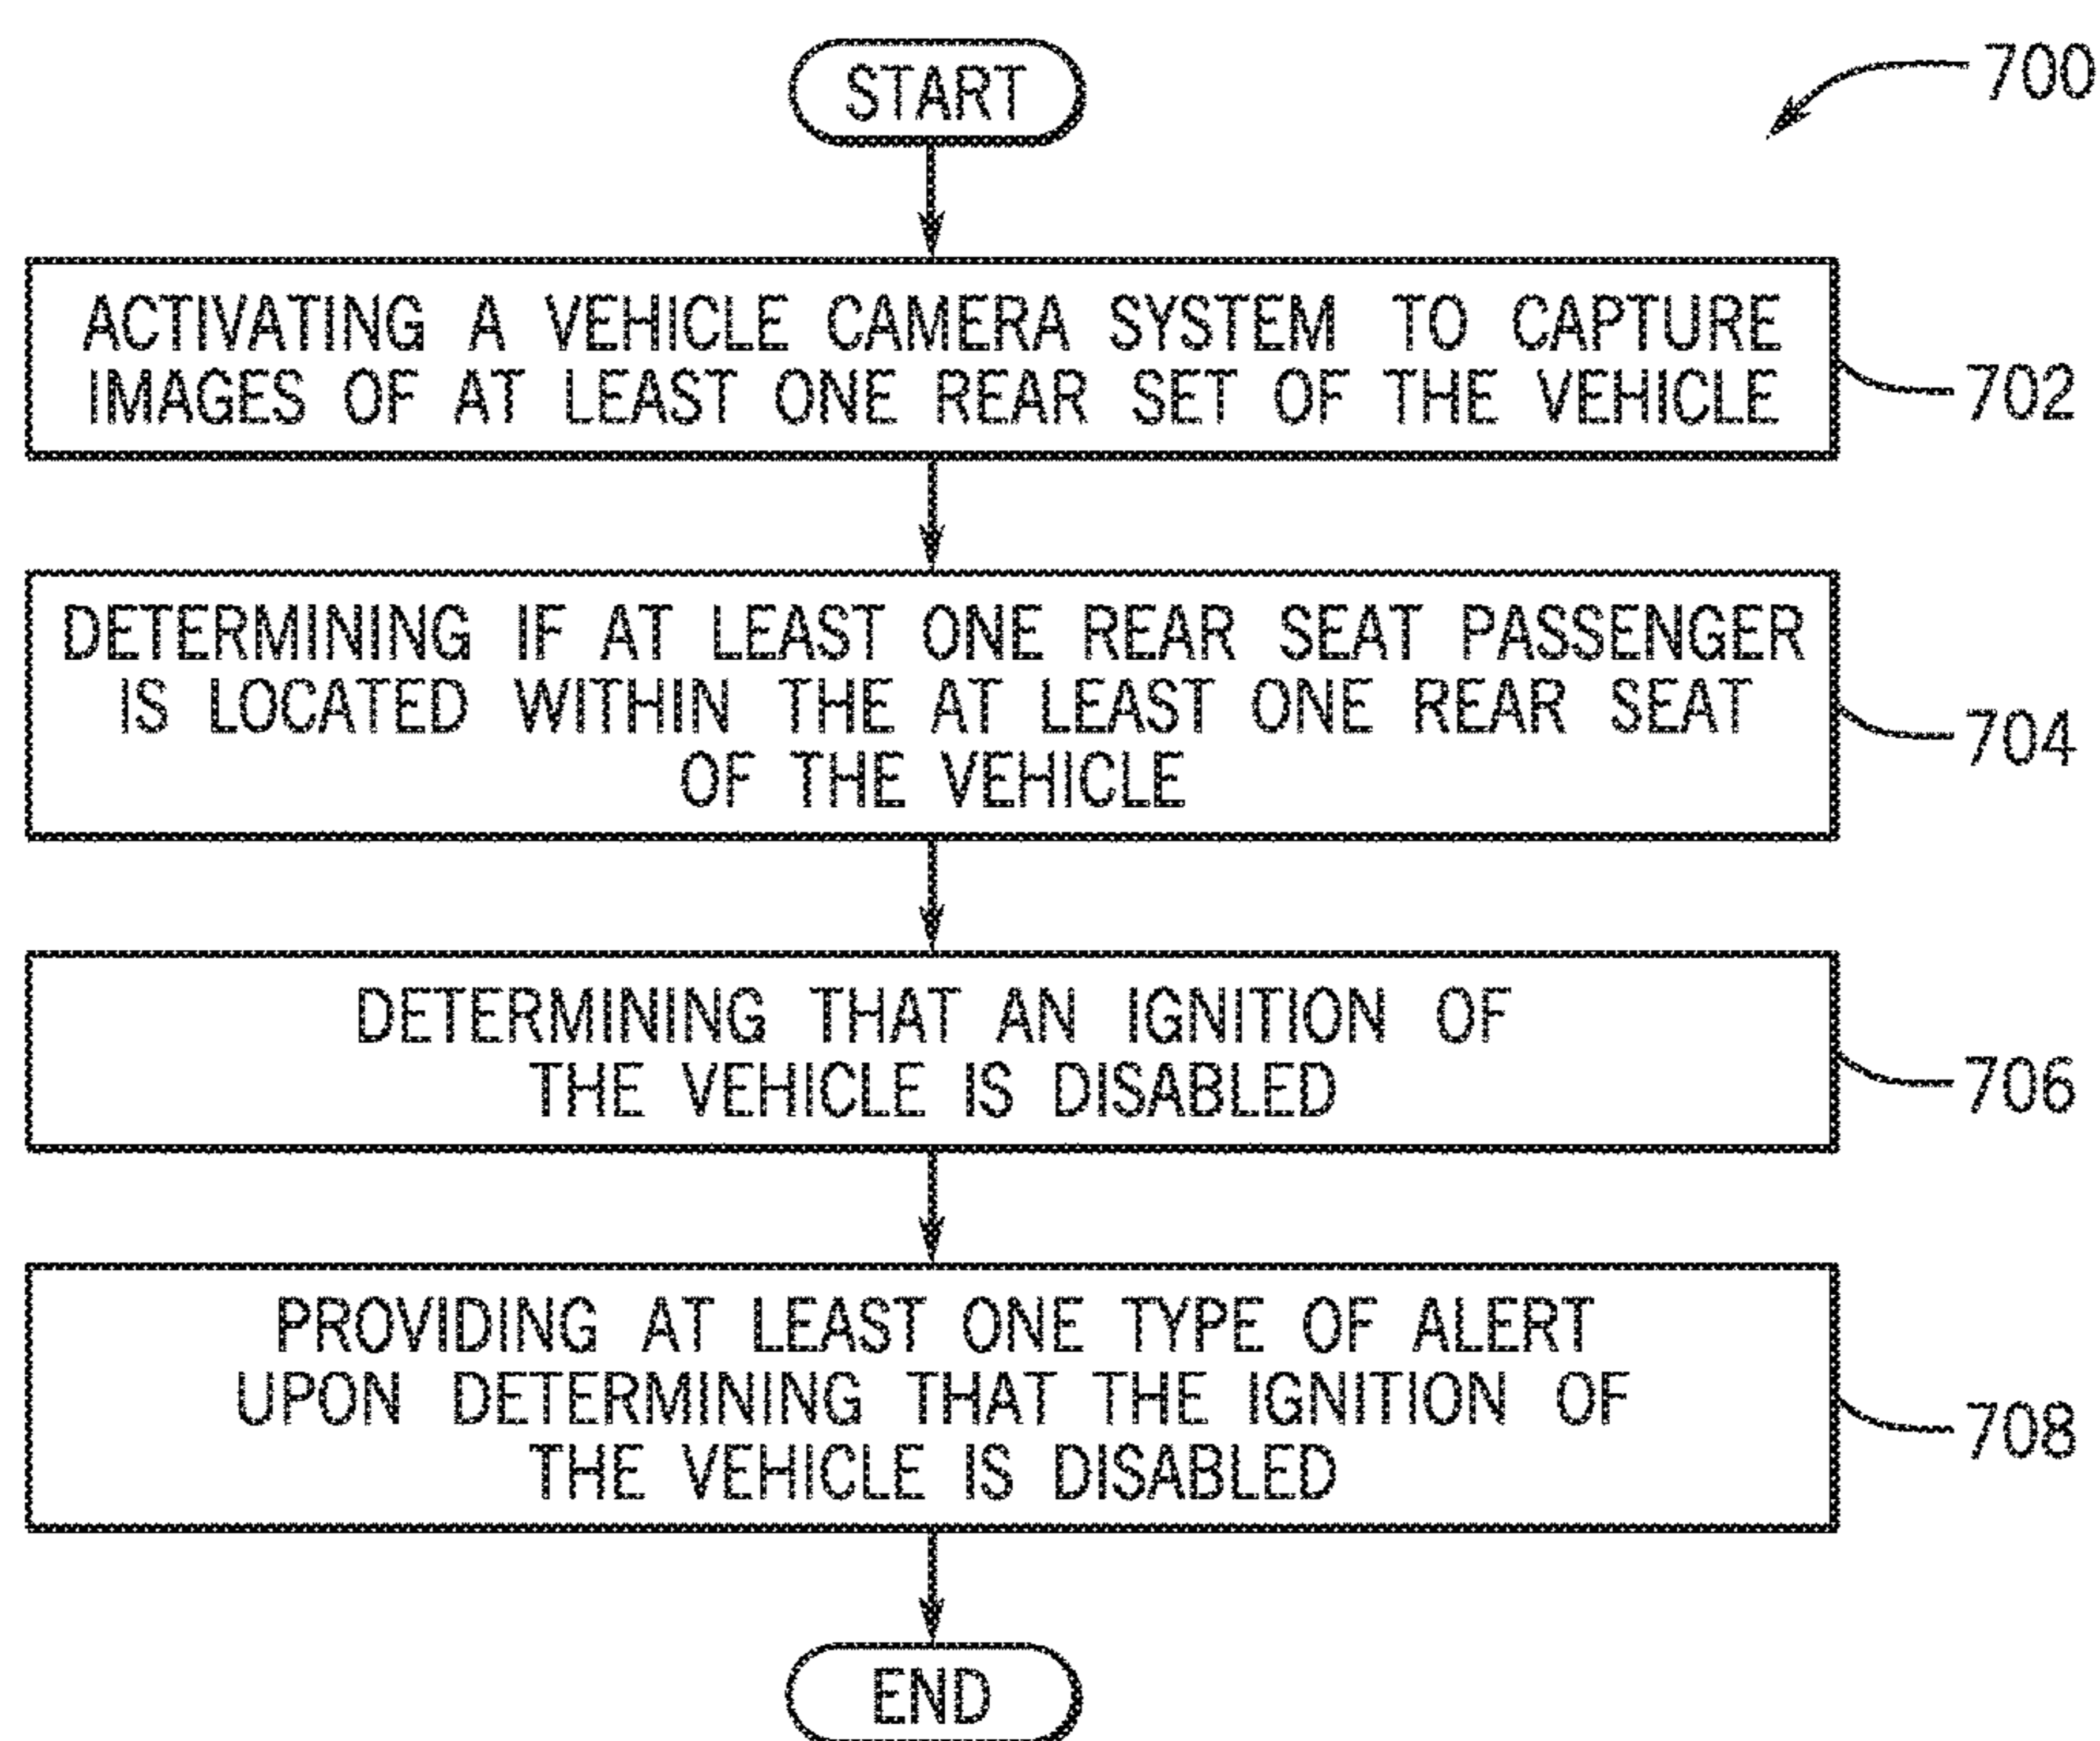 START
700
ACTIVATING A VEHICLE CAMERA SYSTEM TO CAPTURE
IMAGES OF AT LEAST ONE REAR SET OF THE VEHICLE
702
DETERMINING IF AT LEAST ONE REAR SEAT PASSENGER
IS LOCATED WITHIN THE AT LEAST ONE REAR SEAT
OF THE VEHICLE
704
DETERMINING THAT AN IGNITION OF
THE VEHICLE IS DISABLED
706
PROVIDING AT LEAST ONE TYPE OF ALERT
UPON DETERMINING THAT THE IGNITION OF
THE VEHICLE IS DISABLED
708
END